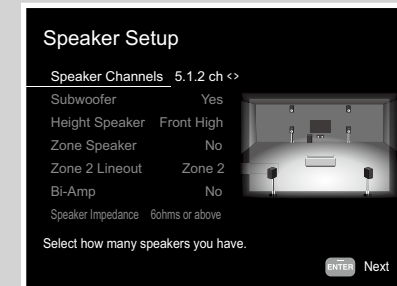 Speaker Setup
Speaker Channels 5.1.2 ch <>
Subwoofer Yes
Height Speaker Front High
Zone Speaker No
Zone 2 Lineout Zone 2
Bi-Amp No
Speaker Impedance 6ohms or above
Select how many speakers you have.
ENTER Next